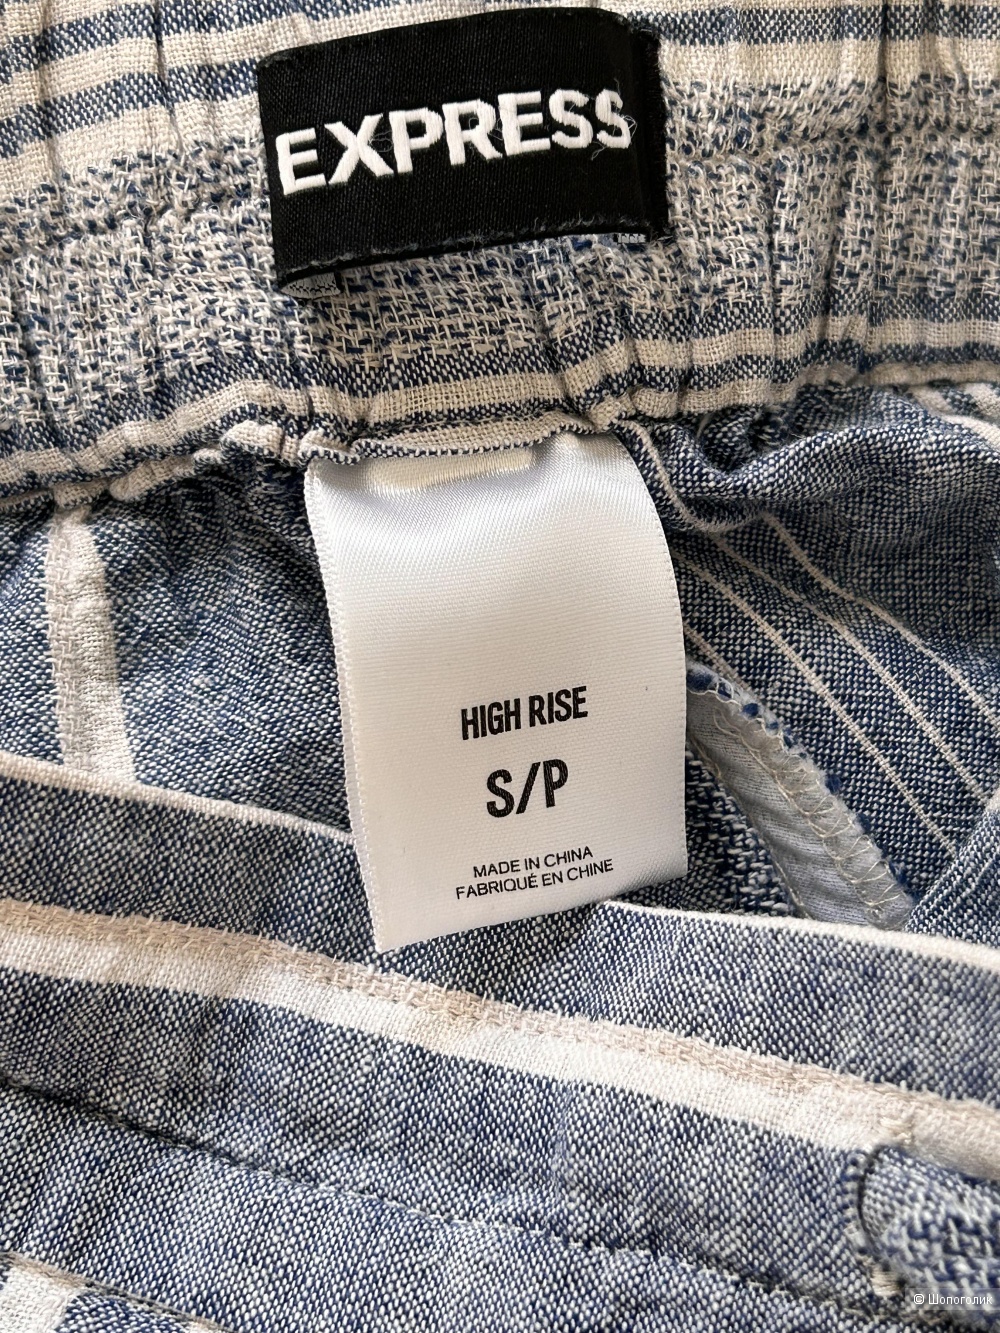 EXPRESS
HIGH RISE
S/P
MADE IN CHINA
FABRIQUÉ EN CHINE
© Шопоголик